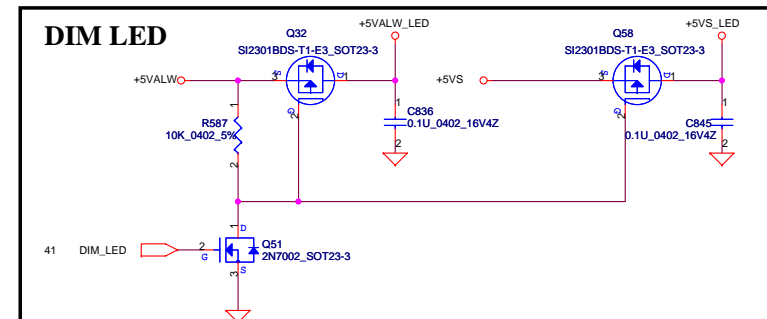 DIM LED
Q32
SI2301BDS-T1-E3_SOT23-3
+5VALW_LED
Q58
SI2301BDS-T1-E3_SOT23-3
+5VS_LED
+5VALW
3
S
D
1
G
2
+5VS
3
S
D
1
G
2
1
R587
10K_0402_5%
2
1
C836
0.1U_0402_16V4Z
2
1
C845
0.1U_0402_16V4Z
2
41
DIM_LED
2
G
1
D
Q51
2N7002_SOT23-3
3
S